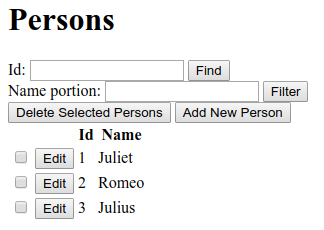 Persons
Id: Find
Name portion: Filter
Delete Selected Persons Add New Person
Id Name
Edit 1 Juliet
Edit 2 Romeo
Edit 3 Julius